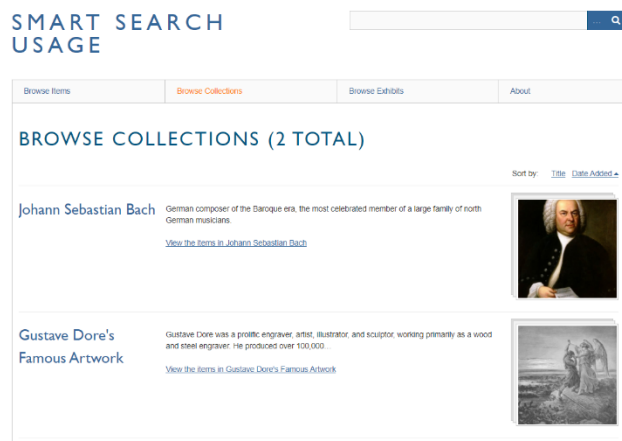 SMART SEARCH
USAGE
...
Browse Items
Browse Collections
Browse Exhibits
About
BROWSE COLLECTIONS (2 TOTAL)
Sort by: Title Date Added
Johann Sebastian Bach
German composer of the Baroque era, the most celebrated member of a large family of north
German musicians.
View the items in Johann Sebastian Bach
Gustave Dore's
Famous Artwork
Gustave Dore was a prolific engraver, artist, illustrator, and sculptor, working primarily as a wood
and steel engraver. He produced over 100,000...
View the items in Gustave Dore's Famous Artwork